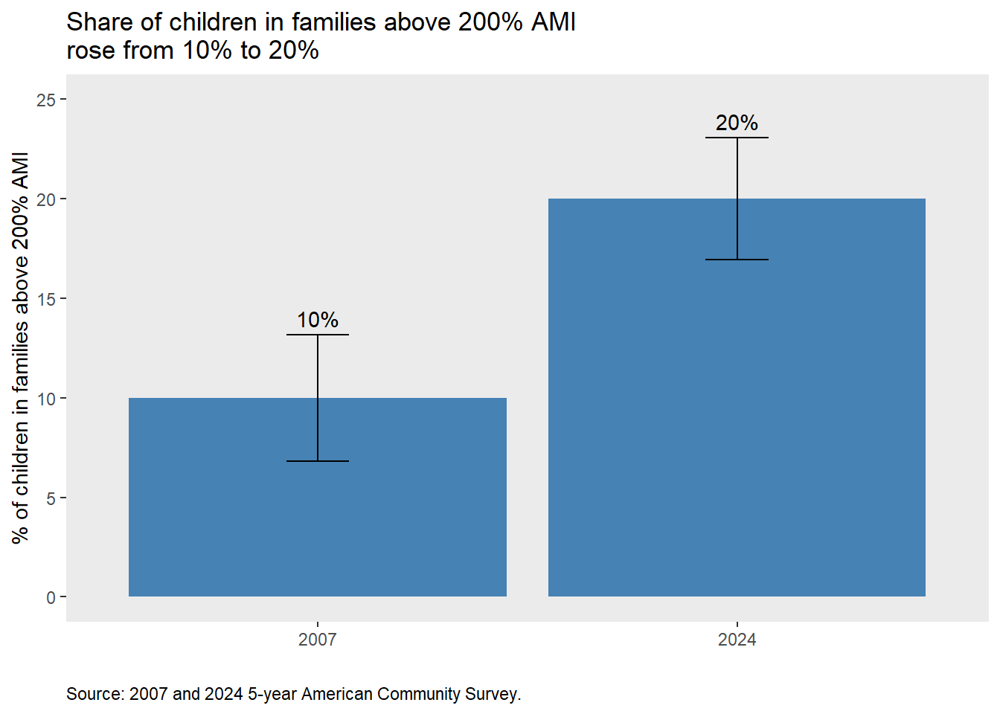 Share of children in families above 200% AMI
rose from 10% to 20%
% of children in families above 200% AMI
25
20
15
10
5
0
10%
20%
2007
2024
Source: 2007 and 2024 5-year American Community Survey.